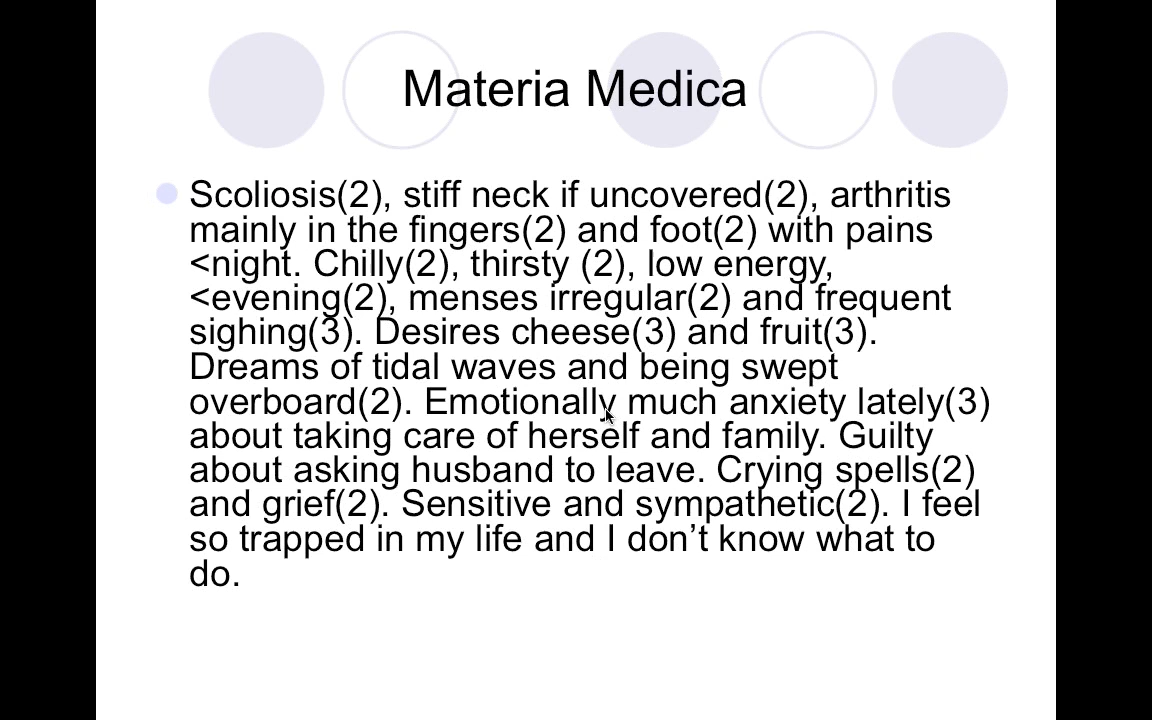 Materia Medica
Scoliosis(2), stiff neck if uncovered(2), arthritis
mainly in the fingers(2) and foot(2) with pains
<night. Chilly(2), thirsty (2), low energy,
<evening(2), menses irregular(2) and frequent
sighing(3). Desires cheese(3) and fruit(3).
Dreams of tidal waves and being swept
overboard(2). Emotionally much anxiety lately(3)
about taking care of herself and family. Guilty
about asking husband to leave. Crying spells(2)
and grief(2). Sensitive and sympathetic(2). I feel
so trapped in my life and I don’t know what to
do.